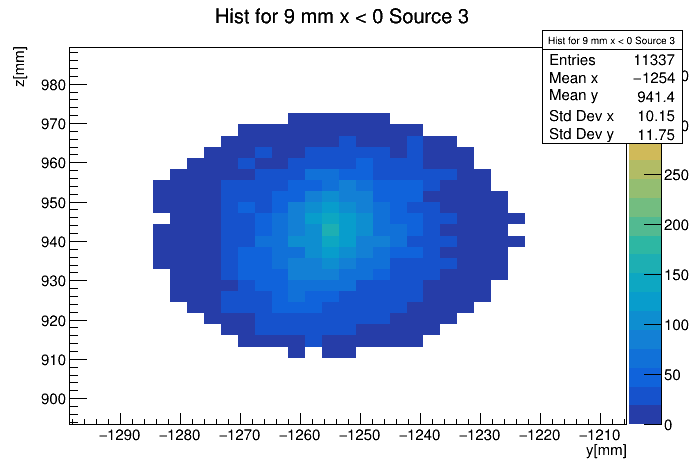 Hist for 9 mm x < 0 Source 3
z[mm]
Hist for 9 mm x < 0 Source 3
Entries 11337
Mean x −1254
Mean y 941.4
Std Dev x 10.15
Std Dev y 11.75
980
970
960
950
940
930
920
910
900
0
0
250
200
150
100
50
0
−1290 −1280 −1270 −1260 −1250 −1240 −1230 −1220 −1210
y[mm]